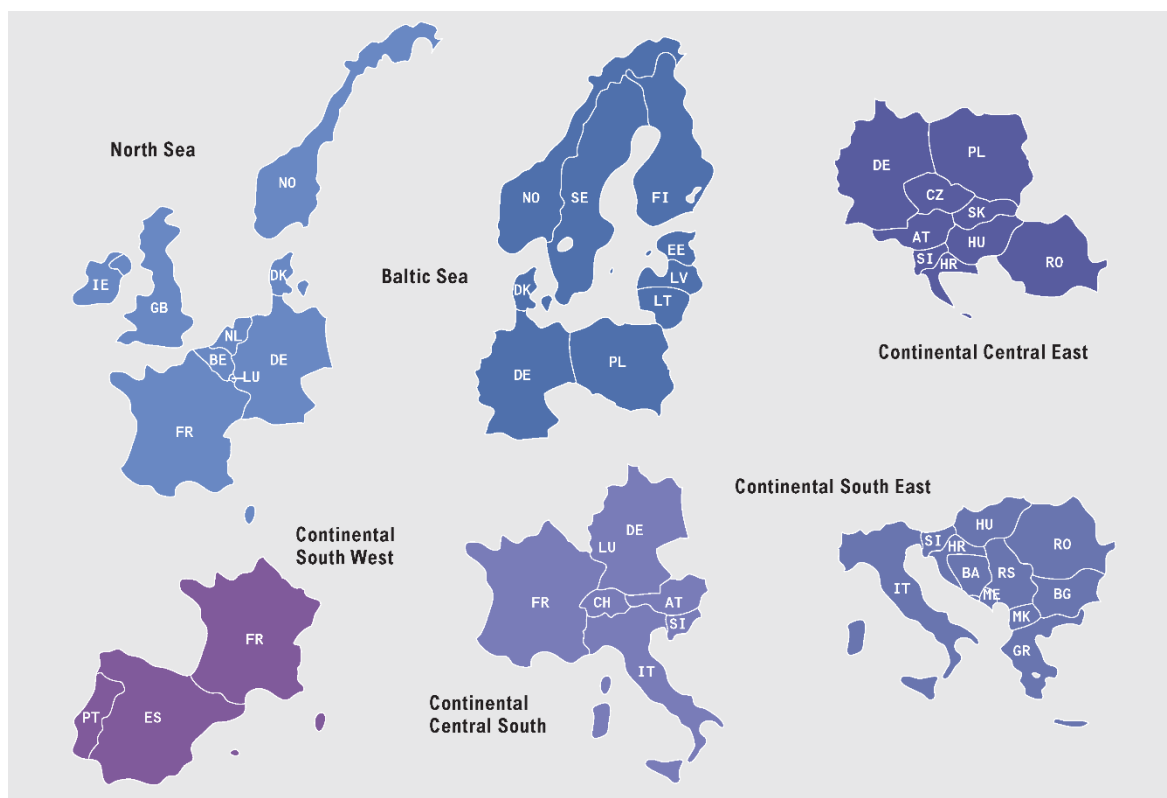 North Sea
NO
IE
GB
DK
NL
BE
DE
LU
FR
Baltic Sea
NO
SE
FI
EE
LV
LT
DK
DE
PL
Continental Central East
DE
PL
CZ
SK
AT
HU
SI
HR
RO
Continental
South West
FR
PT
ES
Continental
Central South
DE
LU
FR
CH
AT
SI
IT
Continental South East
HU
SI
HR
RO
BA
RS
IT
ME
BG
MK
GR